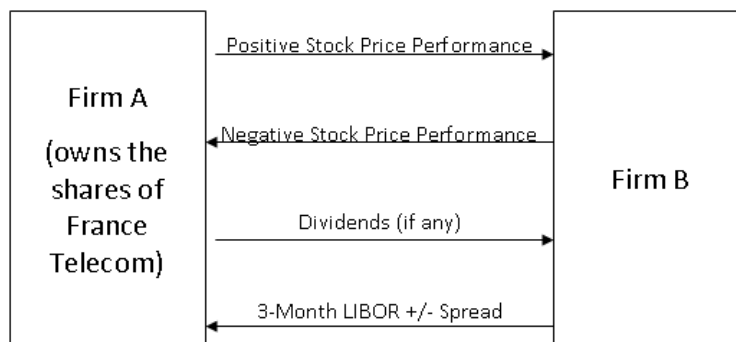 Positive Stock Price Performance
Firm A
(owns the
shares of
France
Telecom)
Negative Stock Price Performance
Firm B
Dividends (if any)
3-Month LIBOR +/- Spread